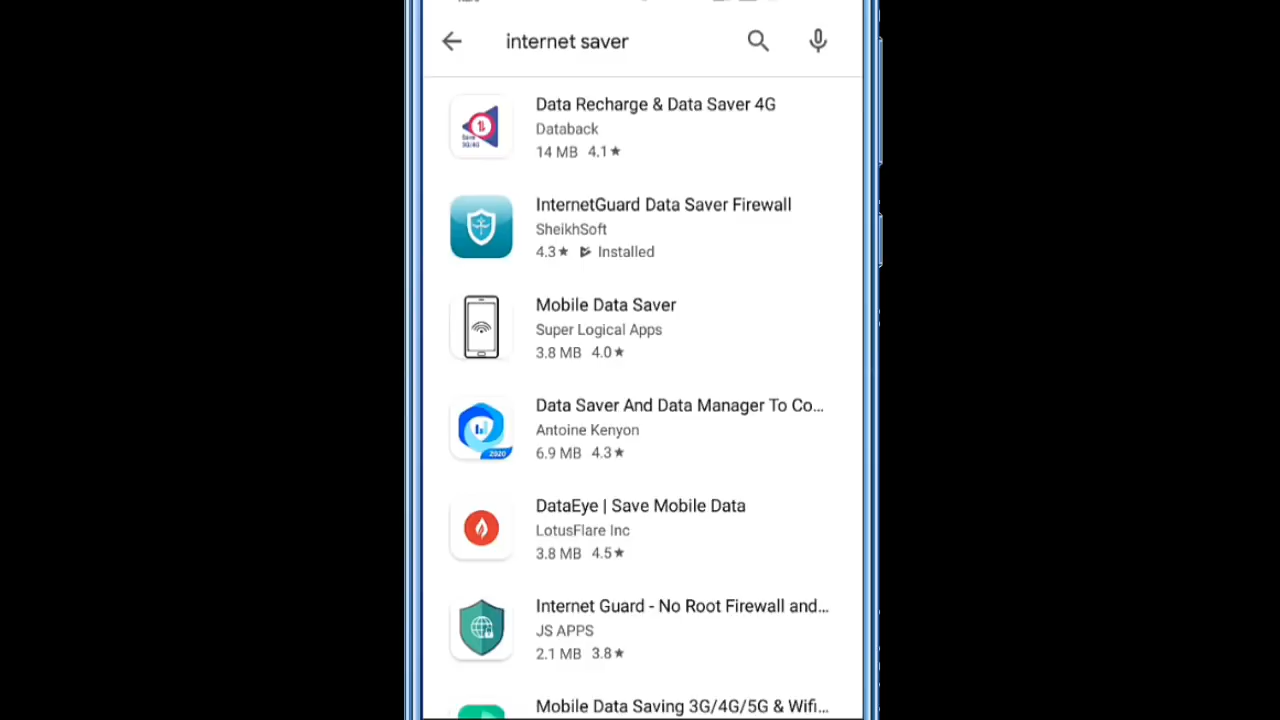 internet saver
Data Recharge & Data Saver 4G
Databack
Save
3G/4G
14 MB 4.1★
InternetGuard Data Saver Firewall
SheikhSoft
4.3★ Installed
Mobile Data Saver
Super Logical Apps
3.8 MB 4.0★
Data Saver And Data Manager To Co...
Antoine Kenyon
2020
6.9 MB 4.3★
DataEye | Save Mobile Data
LotusFlare Inc
3.8 MB 4.5★
Internet Guard - No Root Firewall and...
JS APPS
2.1 MB 3.8★
Mobile Data Saving 3G/4G/5G & Wifi...